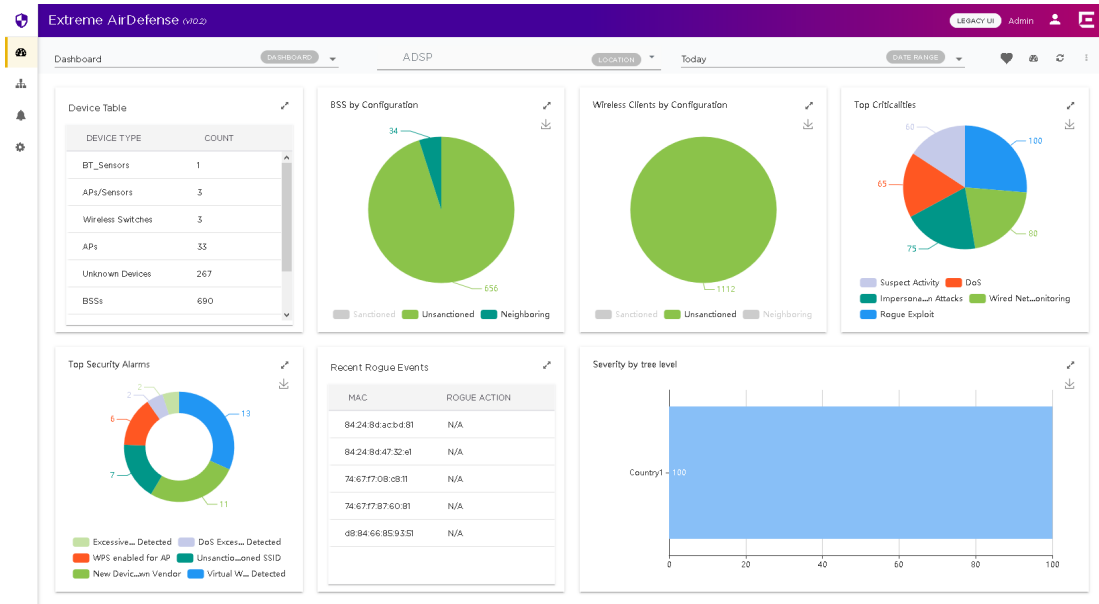 Extreme AirDefense (v10.2)
LEGACY UI Admin
Dashboard DASHBOARD ADSP LOCATION Today DATE RANGE
Device Table
DEVICE TYPE COUNT
BT_Sensors 1
APs/Sensors 3
Wireless Switches 3
APs 33
Unknown Devices 267
BSSs 690
BSS by Configuration
34
656
Sanctioned Unsanctioned Neighboring
Wireless Clients by Configuration
1112
Sanctioned Unsanctioned Neighboring
Top Criticalities
60
100
65
80
75
Suspect Activity DoS
Impersona...n Attacks Wired Net...onitoring
Rogue Exploit
Top Security Alarms
2
2
13
6
7
11
Excessive... Detected DoS Exces... Detected
WPS enabled for AP Unsanctio...oned SSID
New Devic...wn Vendor Virtual W... Detected
Recent Rogue Events
MAC ROGUE ACTION
84:24:8d:ac:bd:81 N/A
84:24:8d:47:32:e1 N/A
74:67:f7:08:c8:11 N/A
74:67:f7:87:60:81 N/A
d8:84:66:85:93:51 N/A
Severity by tree level
Country1 100
0 20 40 60 80 100